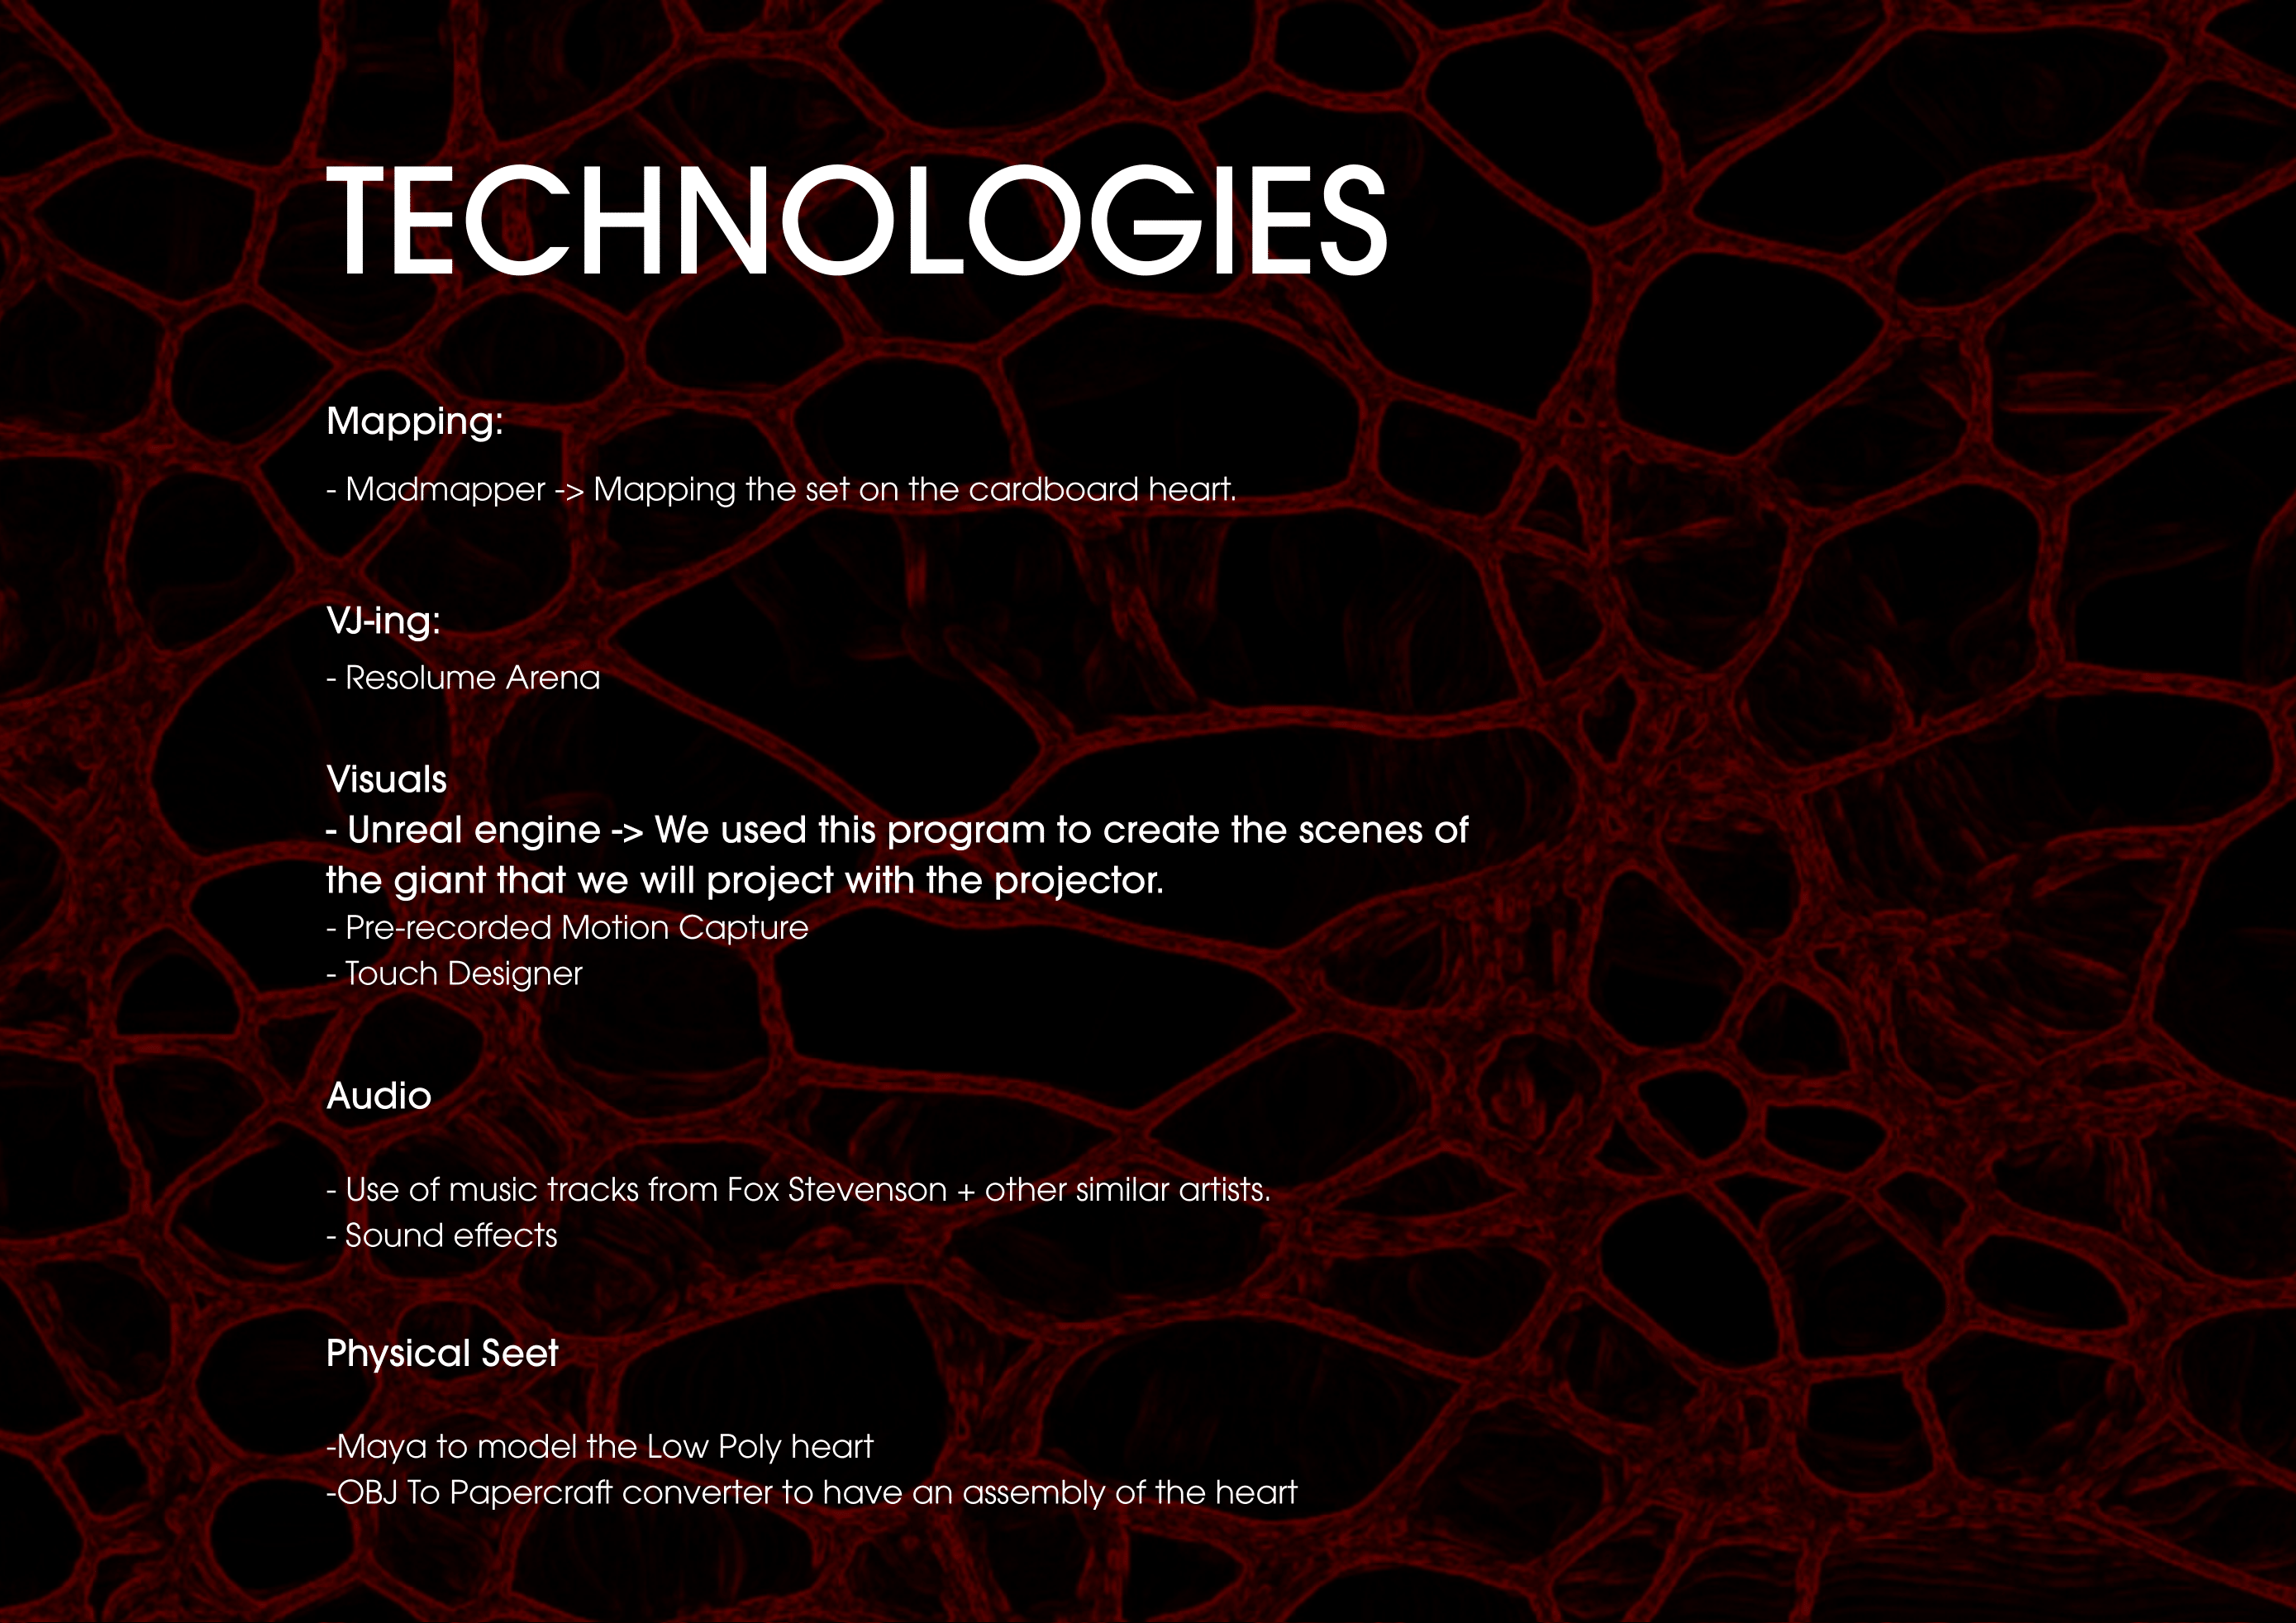 TECHNOLOGIES
Mapping:
- Madmapper -> Mapping the set on the cardboard heart.
VJ-ing:
- Resolume Arena
Visuals
- Unreal engine -> We used this program to create the scenes of
the giant that we will project with the projector.
- Pre-recorded Motion Capture
- Touch Designer
Audio
- Use of music tracks from Fox Stevenson + other similar artists.
- Sound effects
Physical Seet
-Maya to model the Low Poly heart
-OBJ To Papercraft converter to have an assembly of the heart